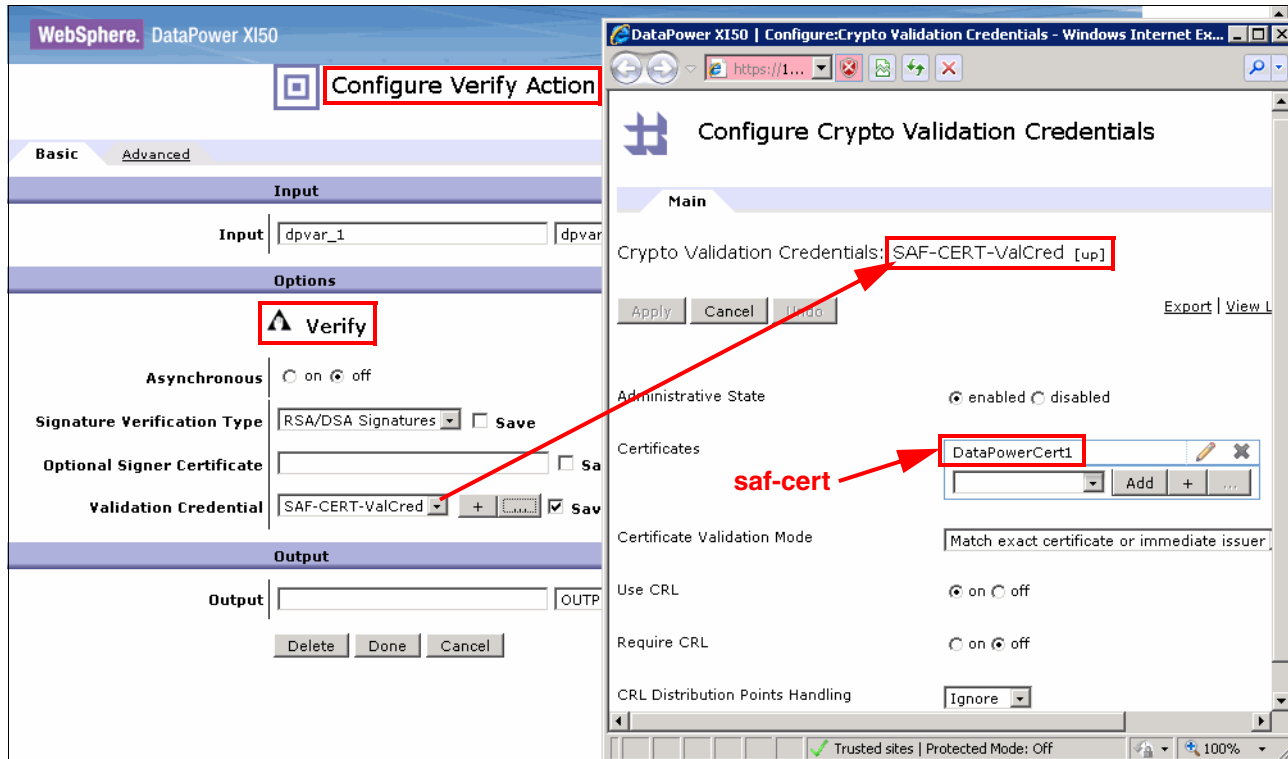 WebSphere. DataPower XI50
Configure Verify Action
Basic Advanced
Input
Input dpvar_1 dpvar
Options
Verify
Asynchronous on off
Signature Verification Type RSA/DSA Signatures Save
Optional Signer Certificate Sa
Validation Credential SAF-CERT-ValCred + ... Sav
Output
Output OUTP
Delete Done Cancel
DataPower XI50 | Configure:Crypto Validation Credentials - Windows Internet Ex...
https://1...
Configure Crypto Validation Credentials
Main
Crypto Validation Credentials: SAF-CERT-ValCred [up]
Apply Cancel Undo Export | View L
Administrative State enabled disabled
Certificates DataPowerCert1
saf-cert
Add + ...
Certificate Validation Mode Match exact certificate or immediate issuer
Use CRL on off
Require CRL on off
CRL Distribution Points Handling Ignore
Trusted sites | Protected Mode: Off 100%